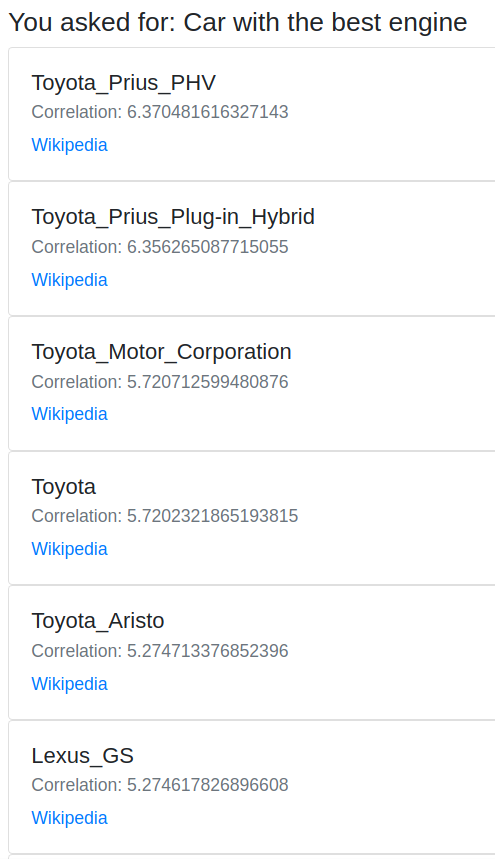 You asked for: Car with the best engine
Toyota_Prius_PHV
Correlation: 6.370481616327143
Wikipedia
Toyota_Prius_Plug-in_Hybrid
Correlation: 6.356265087715055
Wikipedia
Toyota_Motor_Corporation
Correlation: 5.720712599480876
Wikipedia
Toyota
Correlation: 5.7202321865193815
Wikipedia
Toyota_Aristo
Correlation: 5.274713376852396
Wikipedia
Lexus_GS
Correlation: 5.274617826896608
Wikipedia